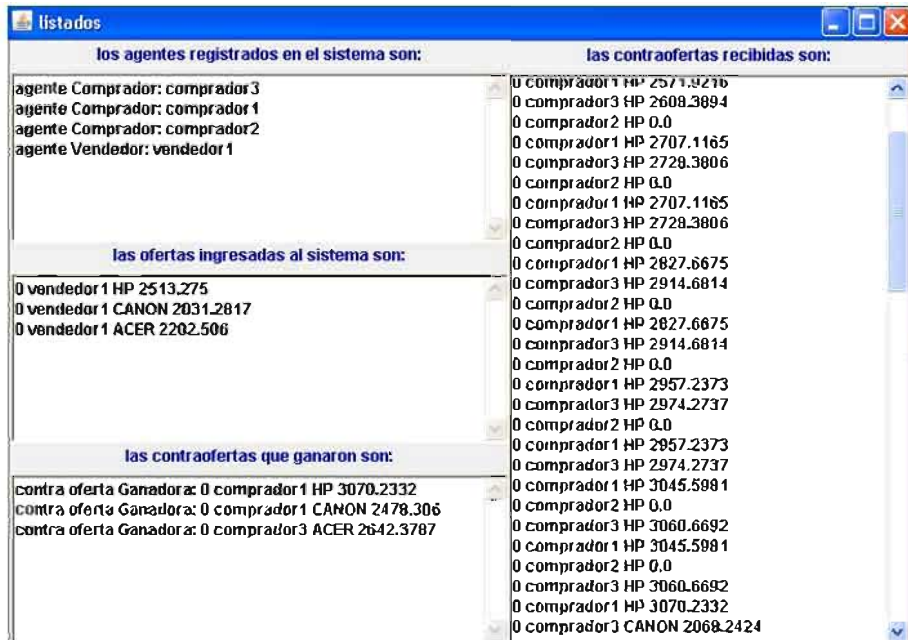 listados
los agentes registrados en el sistema son:
agente Comprador: comprador3
agente Comprador: comprador1
agente Comprador: comprador2
agente Vendedor: vendedor1
las ofertas ingresadas al sistema son:
0 vendedor1 HP 2513.275
0 vendedor1 CANON 2031.2817
0 vendedor1 ACER 2202.506
las contraofertas que ganaron son:
contra oferta Ganadora: 0 comprador1 HP 3070.2332
contra oferta Ganadora: 0 comprador1 CANON 2478.306
contra oferta Ganadora: 0 comprador3 ACER 2642.3787
las contraofertas recibidas son:
0 comprador1 HP 2571.9216
0 comprador3 HP 2608.3894
0 comprador2 HP 0.0
0 comprador1 HP 2707.1165
0 comprador3 HP 2728.3806
0 comprador2 HP 0.0
0 comprador1 HP 2707.1165
0 comprador3 HP 2728.3806
0 comprador2 HP 0.0
0 comprador1 HP 2827.6675
0 comprador3 HP 2914.6814
0 comprador2 HP 0.0
0 comprador1 HP 2827.6675
0 comprador3 HP 2914.6814
0 comprador2 HP 0.0
0 comprador1 HP 2957.2373
0 comprador3 HP 2974.2737
0 comprador2 HP 0.0
0 comprador1 HP 2957.2373
0 comprador3 HP 2974.2737
0 comprador1 HP 3045.5981
0 comprador2 HP 0.0
0 comprador3 HP 3060.6692
0 comprador1 HP 3045.5981
0 comprador2 HP 0.0
0 comprador3 HP 3060.6692
0 comprador1 HP 3070.2332
0 comprador3 CANON 2068.2424